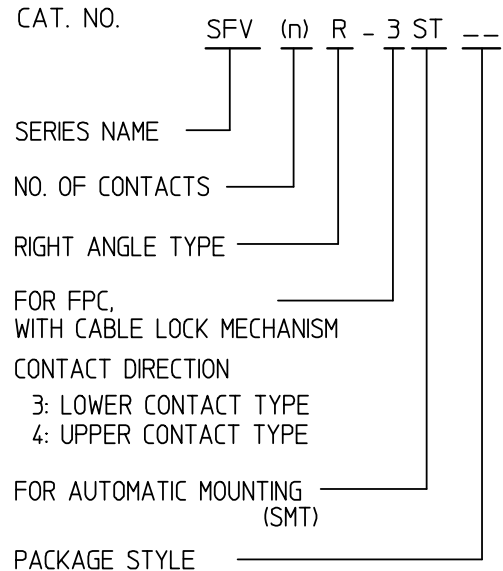 CAT. NO. SFV (n) R - 3 ST _ _
SERIES NAME
NO. OF CONTACTS
RIGHT ANGLE TYPE
FOR FPC,
WITH CABLE LOCK MECHANISM
CONTACT DIRECTION
3: LOWER CONTACT TYPE
4: UPPER CONTACT TYPE
FOR AUTOMATIC MOUNTING
(SMT)
PACKAGE STYLE